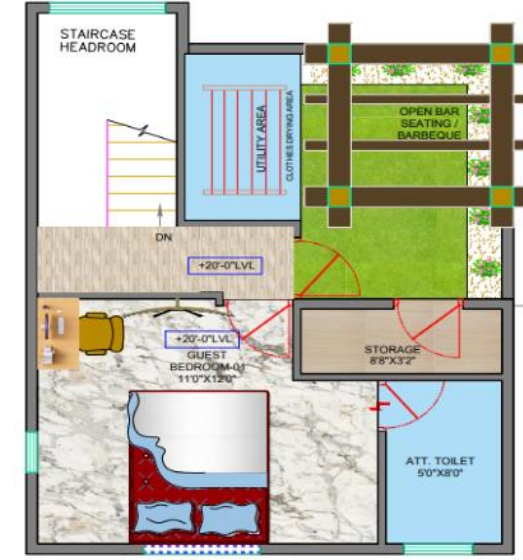 STAIRCASE
HEADROOM
UTILITY AREA
CLOTHES DRYING AREA
OPEN BAR
SEATING /
BARBEQUE
DN
+20'-0"LVL
+20'-0"LVL
GUEST
BEDROOM-01
11'0"X12'0"
STORAGE
8'8"X3'2"
ATT. TOILET
5'0"X8'0"